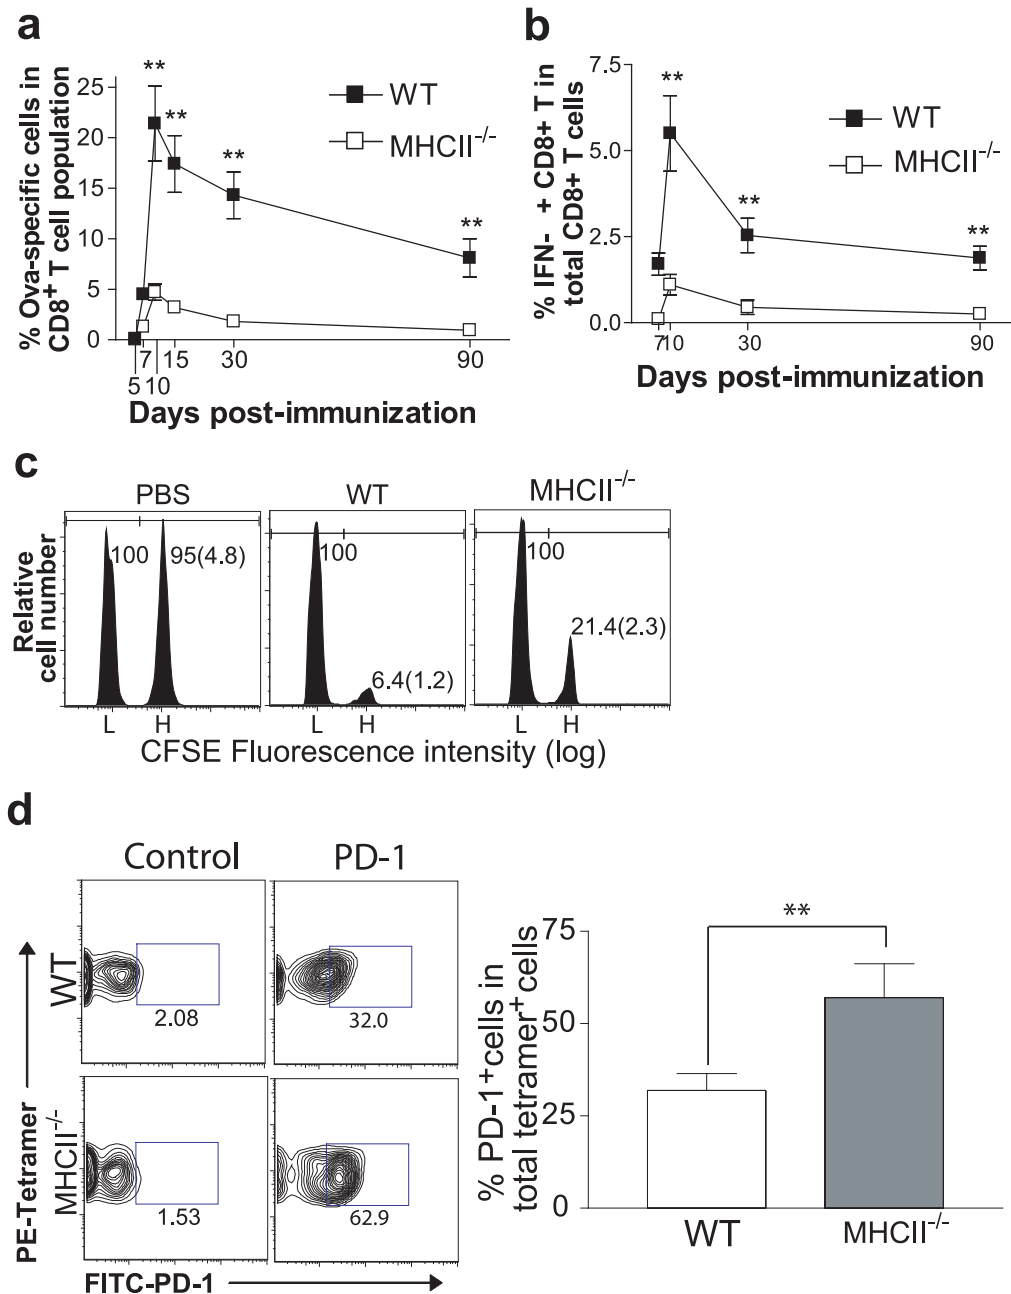 a
% Ova-specific cells in
CD8+ T cell population
25
20
15
10
5
0
**
**
**
**
WT
MHCII-/-
7 15 30 90
5 10
Days post-immunization
b
% IFN- + CD8+ T in
total CD8+ T cells
7.5
5.0
2.5
0.0
**
**
**
WT
MHCII-/-
7 10 30 90
Days post-immunization
c
PBS WT MHCII-/-
Relative
cell number
100 95(4.8)
100 6.4(1.2)
100 21.4(2.3)
L H L H L H
CFSE Fluorescence intensity (log)
d
Control PD-1
WT
2.08 32.0
MHCII-/-
1.53 62.9
PE-Tetramer
FITC-PD-1
% PD-1+cells in
total tetramer+cells
75
50
25
0
**
WT MHCII-/-